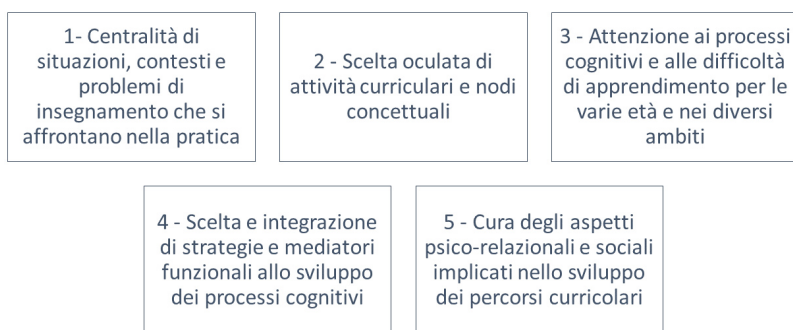 1- Centralità di
situazioni, contesti e
problemi di
insegnamento che si
affrontano nella pratica
2 - Scelta oculata di
attività curriculari e nodi
concettuali
3 - Attenzione ai processi
cognitivi e alle difficoltà
di apprendimento per le
varie età e nei diversi
ambiti
4 - Scelta e integrazione
di strategie e mediatori
funzionali allo sviluppo
dei processi cognitivi
5 - Cura degli aspetti
psico-relazionali e sociali
implicati nello sviluppo
dei percorsi curricolari